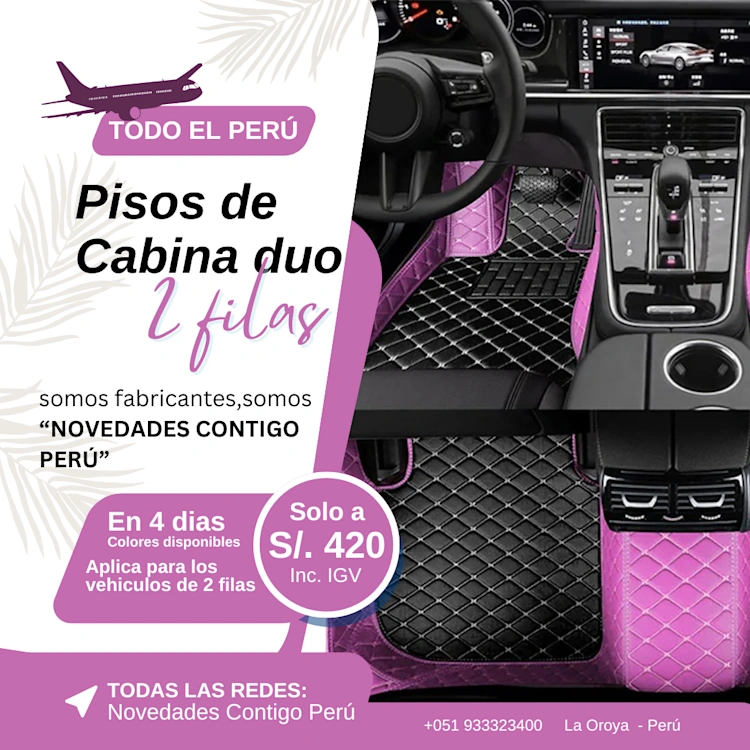 TODO EL PERÚ
Pisos de
Cabina duo
2 filas
somos fabricantes,somos
“NOVEDADES CONTIGO
PERÚ”
En 4 dias
Colores disponibles
Aplica para los
vehiculos de 2 filas
Solo a
S/. 420
Inc. IGV
TODAS LAS REDES:
Novedades Contigo Perú
+051 933323400 La Oroya - Perú